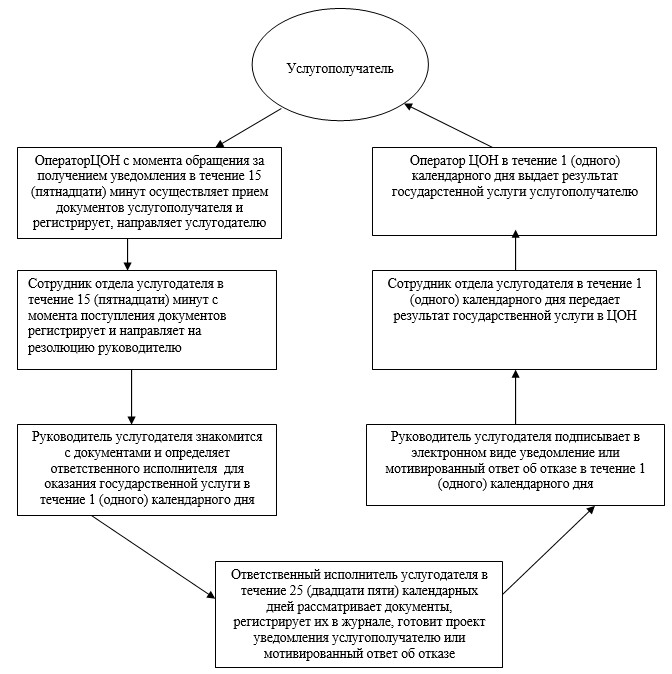 Услугополучатель
ОператорЦОН с момента обращения за
получением уведомления в течение 15
(пятнадцати) минут осуществляет прием
документов услугополучателя и
регистрирует, направляет услугодателю
Сотрудник отдела услугодателя в
течение 15 (пятнадцати) минут с
момента поступления документов
регистрирует и направляет на
резолюцию руководителю
Руководитель услугодателя знакомится
с документами и определяет
ответственного исполнителя для
оказания государственной услуги в
течение 1 (одного) календарного дня
Ответственный исполнитель услугодателя в
течение 25 (двадцати пяти) календарных
дней рассматривает документы,
регистрирует их в журнале, готовит проект
уведомления услугополучателю или
мотивированный ответ об отказе
Руководитель услугодателя подписывает в
электронном виде уведомление или
мотивированный ответ об отказе в течение 1
(одного) календарного дня
Сотрудник отдела услугодателя в течение 1
(одного) календарного дня передает
результат государственной услуги в ЦОН
Оператор ЦОН в течение 1 (одного)
календарного дня выдает результат
государстенной услуги услугополучателю